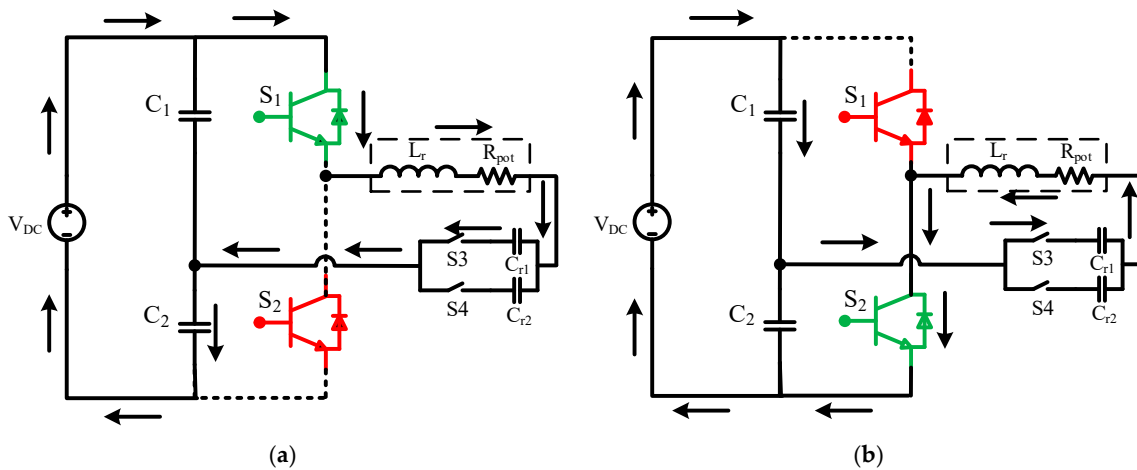 C1
S1
Lr
Rpot
VDC
+
-
S3
Cr1
C2
S2
S4
Cr2
(a)
C1
S1
Lr
Rpot
VDC
+
-
S3
Cr1
C2
S2
S4
Cr2
(b)